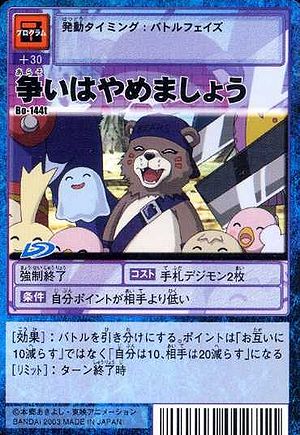 プログラム
発動タイミング：バトルフェイズ
+30
争いはやめましょう
Bo-144t
BEARS
強制終了
コスト 手札デジモン2枚
条件 自分ポイントが相手より低い
[効果]：バトルを引き分けにする。ポイントは「お互いに
10減らす」ではなく「自分は10、相手は20減らす」になる
[リミット]：ターン終了時
©本郷あきよし・東映アニメーション
BANDAI 2003 MADE IN JAPAN